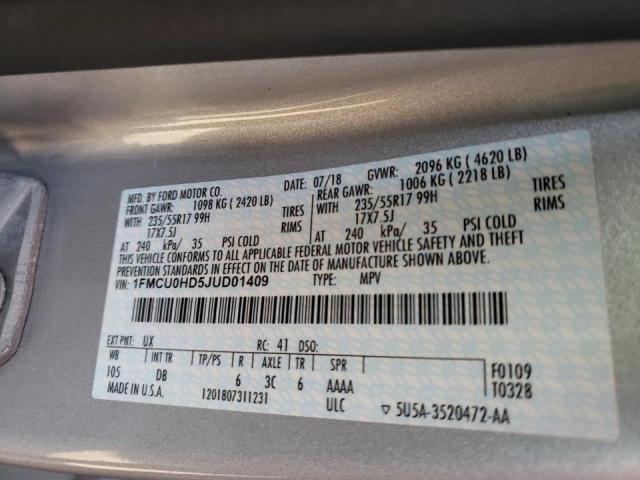 MFD. BY FORD MOTOR CO. DATE: 07/18 GVWR: 2096 KG ( 4620 LB)
FRONT GAWR: 1098 KG ( 2420 LB) REAR GAWR: 1006 KG ( 2218 LB)
WITH 235/55R17 99H TIRES WITH 235/55R17 99H TIRES
17X7.5J RIMS 17X7.5J RIMS
AT 240 kPa/ 35 PSI COLD AT 240 kPa/ 35 PSI COLD
THIS VEHICLE CONFORMS TO ALL APPLICABLE FEDERAL MOTOR VEHICLE SAFETY AND THEFT
PREVENTION STANDARDS IN EFFECT ON THE DATE OF MANUFACTURE SHOWN ABOVE.
VIN: 1FMCU0HD5JUD01409 TYPE: MPV
EXT PNT: UX RC: 41 DSO:
WB INT TR TP/PS R AXLE TR SPR
105 DB 6 3C 6 AAAA F0109
MADE IN U.S.A. 1201807311231 ULC T0328
5U5A-3520472-AA